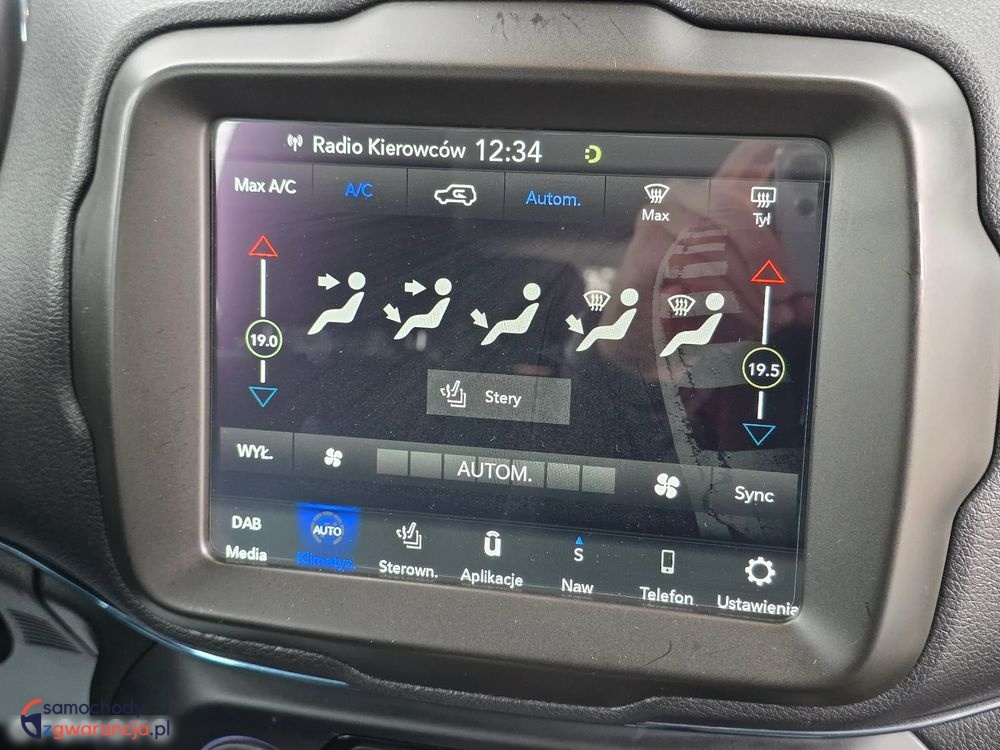 Radio Kierowców 12:34
Max A/C A/C Autom. Max Tył
19.0
19.5
Stery
WYŁ. AUTOM. Sync
DAB AUTO S
Media Klimatyz. Sterown. Aplikacje Naw Telefon Ustawienia
samochody
zgwarancja.pl